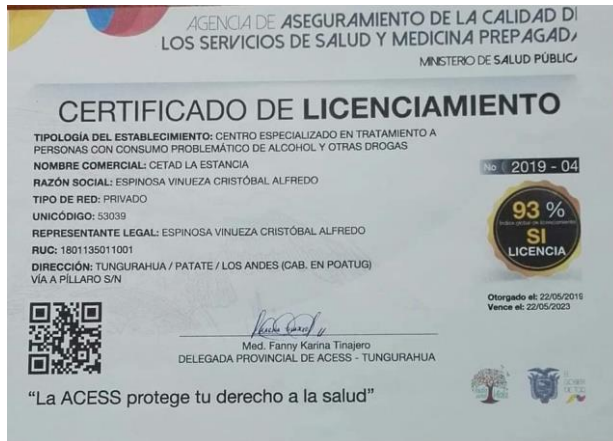 AGENCIA DE ASEGURAMIENTO DE LA CALIDAD DE
LOS SERVICIOS DE SALUD Y MEDICINA PREPAGADA
MINISTERIO DE SALUD PÚBLICA
CERTIFICADO DE LICENCIAMIENTO
TIPOLOGÍA DEL ESTABLECIMIENTO: CENTRO ESPECIALIZADO EN TRATAMIENTO A
PERSONAS CON CONSUMO PROBLEMÁTICO DE ALCOHOL Y OTRAS DROGAS
NOMBRE COMERCIAL: CETAD LA ESTANCIA
RAZÓN SOCIAL: ESPINOSA VINUEZA CRISTÓBAL ALFREDO
TIPO DE RED: PRIVADO
UNICÓDIGO: 53039
REPRESENTANTE LEGAL: ESPINOSA VINUEZA CRISTÓBAL ALFREDO
RUC: 1801135011001
DIRECCIÓN: TUNGURAHUA / PATATE / LOS ANDES (CAB. EN POATUG)
VÍA A PÍLLARO S/N
No 2019 - 04
93 %
SI
LICENCIA
Otorgado el: 22/05/2019
Vence el: 22/05/2023
Med. Fanny Karina Tinajero
DELEGADA PROVINCIAL DE ACESS - TUNGURAHUA
"La ACESS protege tu derecho a la salud"